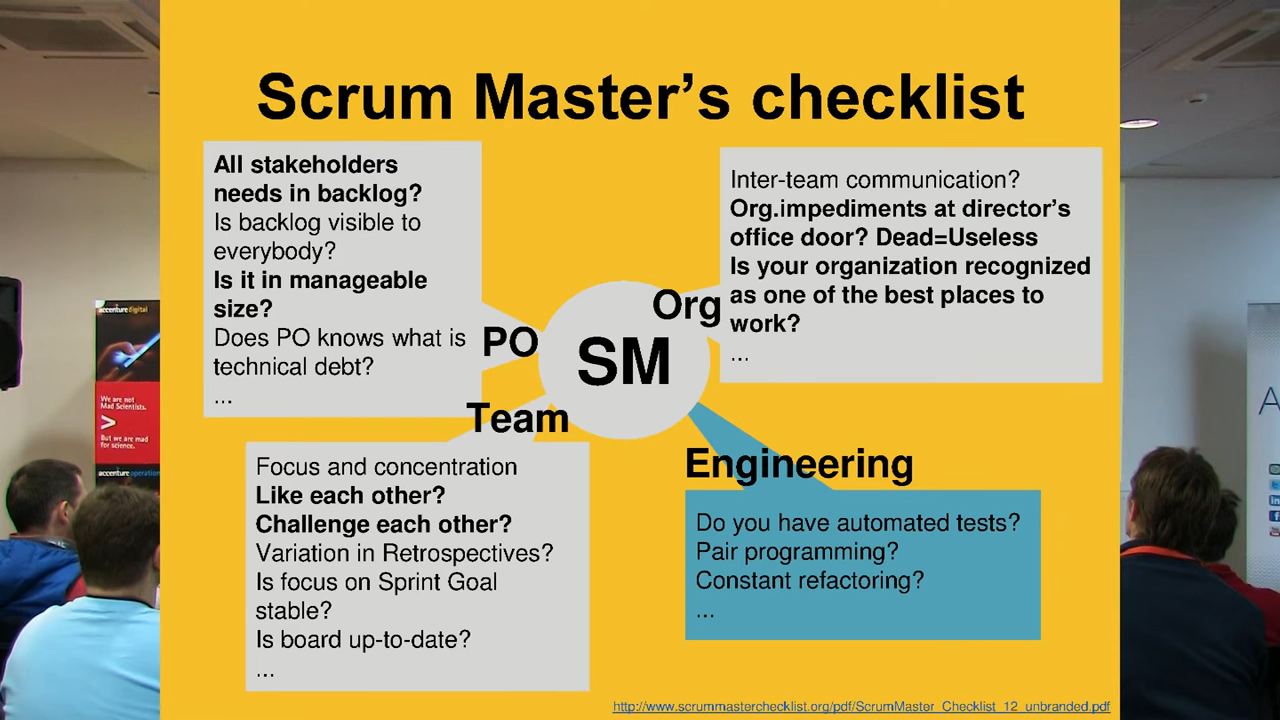 Scrum Master's checklist
All stakeholders
needs in backlog?
Is backlog visible to
everybody?
Is it in manageable
size?
Does PO knows what is
technical debt?
...
Inter-team communication?
Org.impediments at director's
office door? Dead=Useless
Is your organization recognized
as one of the best places to
work?
...
Org
PO
SM
Team
Engineering
Focus and concentration
Like each other?
Challenge each other?
Variation in Retrospectives?
Is focus on Sprint Goal
stable?
Is board up-to-date?
...
Do you have automated tests?
Pair programming?
Constant refactoring?
...
http://www.scrummasterchecklist.org/pdf/ScrumMaster_Checklist_12_unbranded.pdf
accenturedigital
We are not
Mad Scientists.
>
But we are mad
for science.
accentureoperation
A